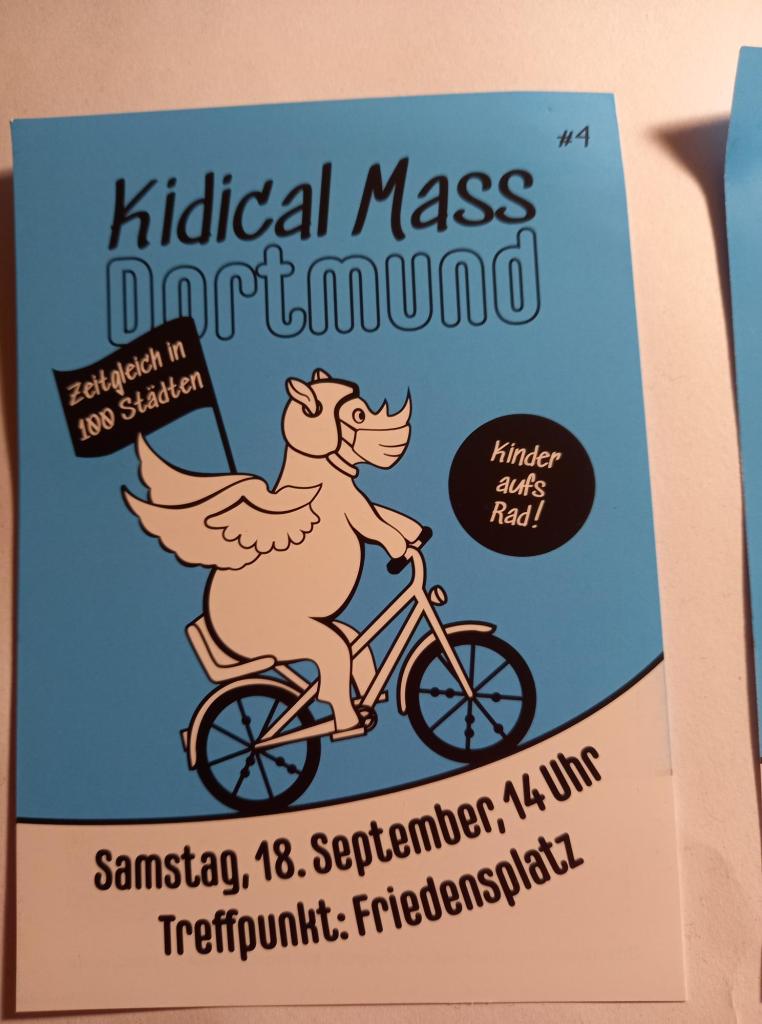 #4
Kidical Mass
Dortmund
Zeitgleich in
100 Städten
Kinder
aufs
Rad!
Samstag, 18. September, 14 Uhr
Treffpunkt: Friedensplatz